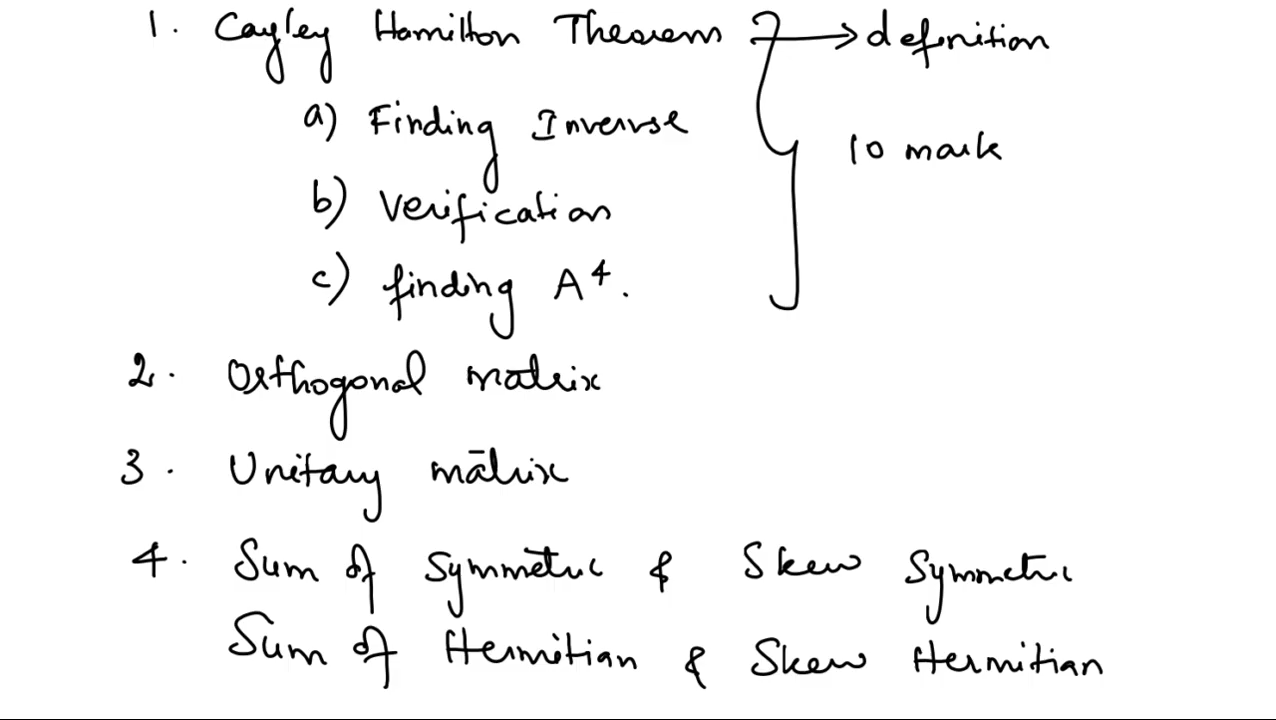 1. Cayley Hamilton Theorem → definition
a) Finding Inverse
10 mark
b) Verification
c) finding A⁴.
2. Orthogonal matrix
3. Unitary matrix
4. Sum of Symmetric & Skew Symmetric
Sum of Hermitian & Skew Hermitian